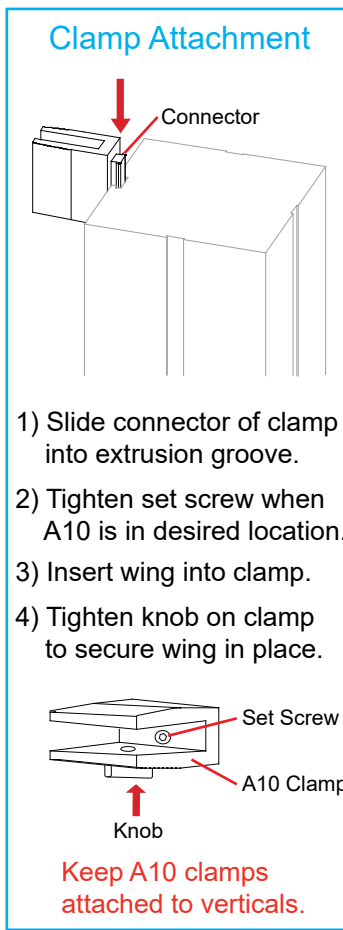 Clamp Attachment
Connector
1) Slide connector of clamp
into extrusion groove.
2) Tighten set screw when
A10 is in desired location.
3) Insert wing into clamp.
4) Tighten knob on clamp
to secure wing in place.
Set Screw
A10 Clamp
Knob
Keep A10 clamps
attached to verticals.